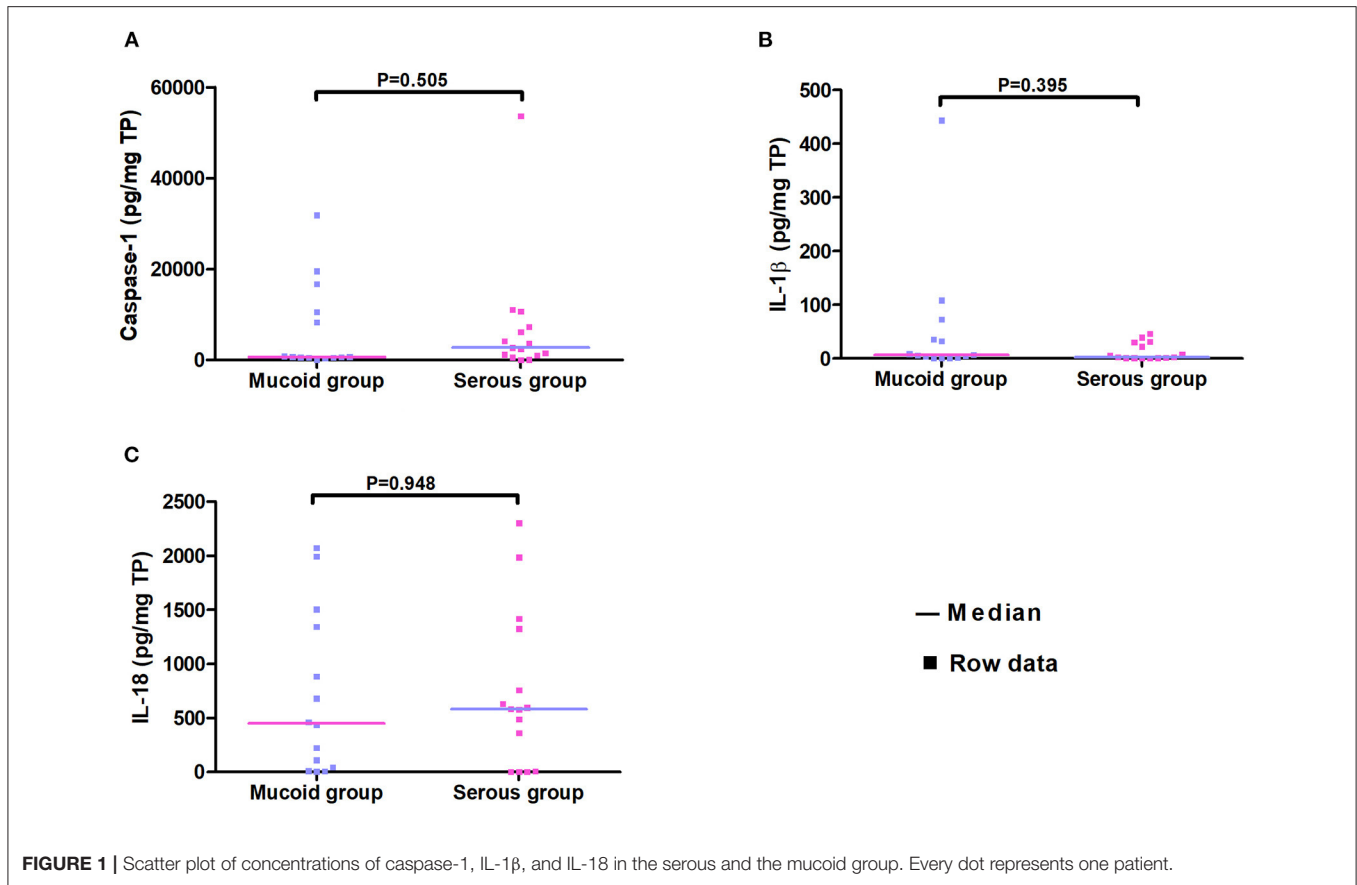 A
P=0.505
Caspase-1 (pg/mg TP)
60000
40000
20000
0
Mucoid group Serous group
B
P=0.395
IL-1β (pg/mg TP)
500
400
300
200
100
0
Mucoid group Serous group
C
P=0.948
IL-18 (pg/mg TP)
2500
2000
1500
1000
500
0
Mucoid group Serous group
Median
Row data
FIGURE 1 | Scatter plot of concentrations of caspase-1, IL-1β, and IL-18 in the serous and the mucoid group. Every dot represents one patient.